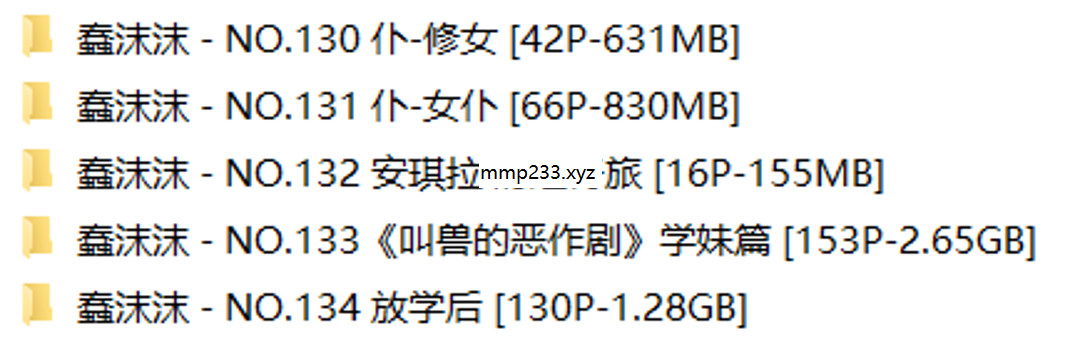 蠢沫沫 - NO.130 仆-修女 [42P-631MB]
蠢沫沫 - NO.131 仆-女仆 [66P-830MB]
蠢沫沫 - NO.132 安琪拉 mmp233.xyz 旅 [16P-155MB]
蠢沫沫 - NO.133《叫兽的恶作剧》学妹篇 [153P-2.65GB]
蠢沫沫 - NO.134 放学后 [130P-1.28GB]